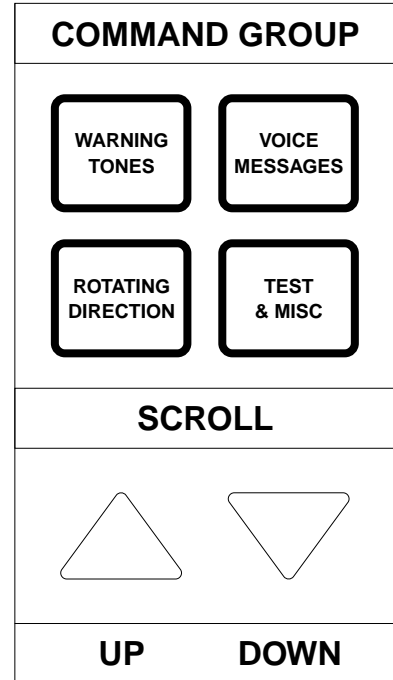 COMMAND GROUP
WARNING
TONES
VOICE
MESSAGES
ROTATING
DIRECTION
TEST
& MISC
SCROLL
UP
DOWN